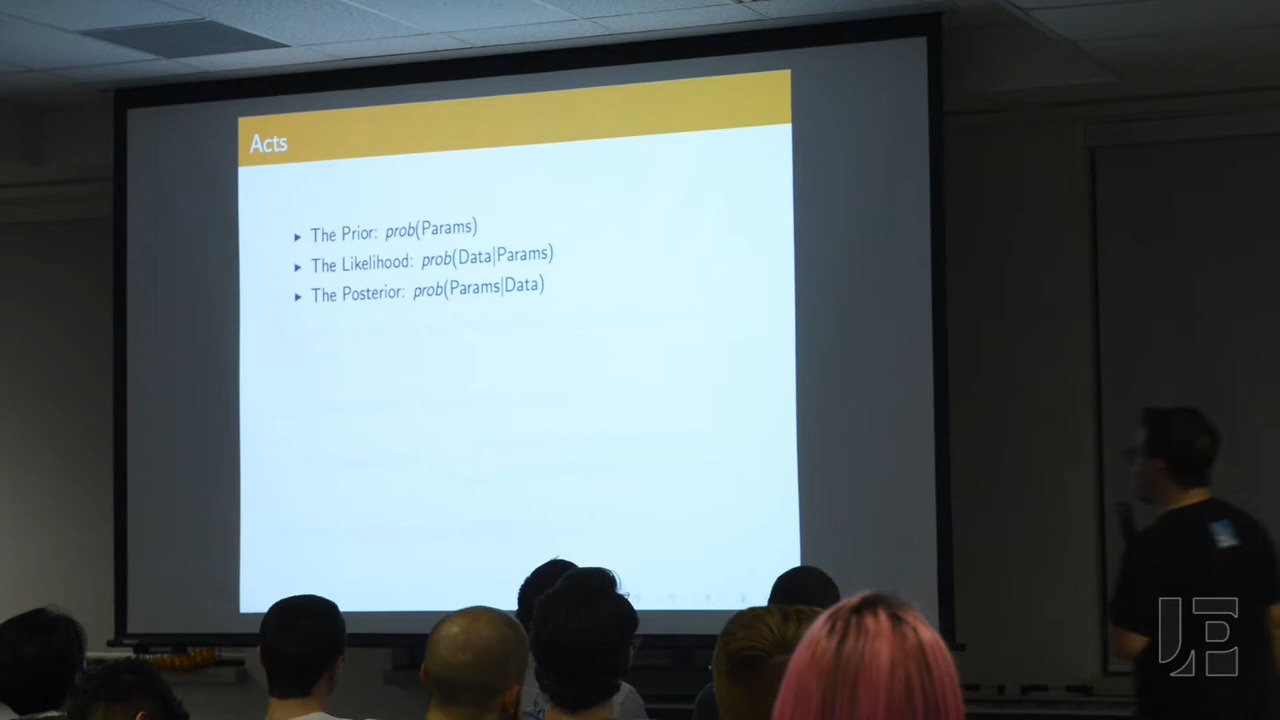 Acts
▶ The Prior: prob(Params)
▶ The Likelihood: prob(Data|Params)
▶ The Posterior: prob(Params|Data)